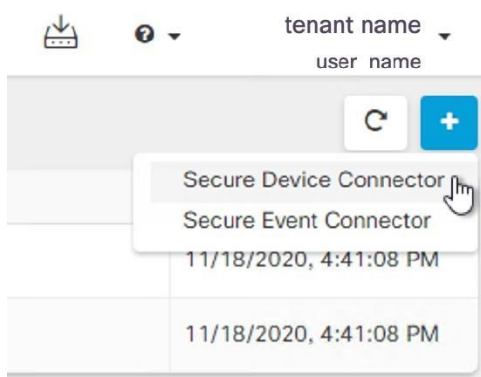 tenant name
user name
Secure Device Connector
Secure Event Connector
11/18/2020, 4:41:08 PM
11/18/2020, 4:41:08 PM